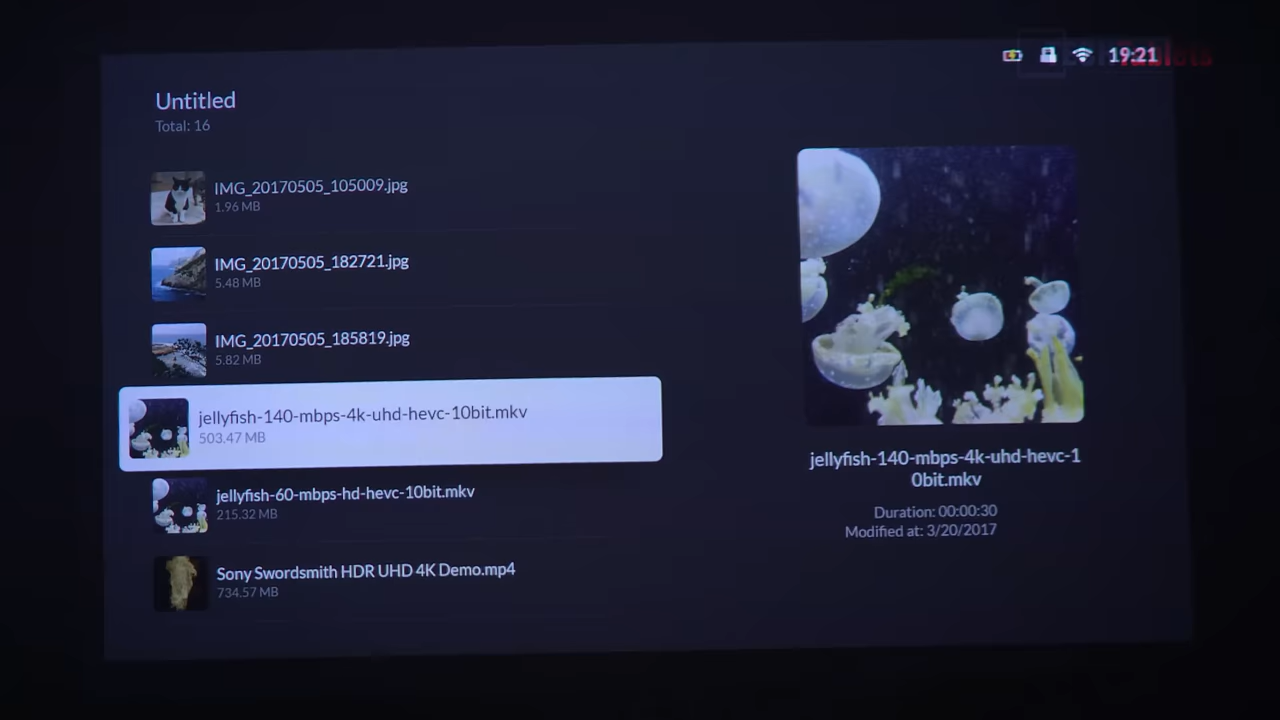 19:21
Untitled
Total: 16
IMG_20170505_105009.jpg
1.96 MB
IMG_20170505_182721.jpg
5.48 MB
IMG_20170505_185819.jpg
5.82 MB
jellyfish-140-mbps-4k-uhd-hevc-10bit.mkv
503.47 MB
jellyfish-60-mbps-hd-hevc-10bit.mkv
215.32 MB
Sony Swordsmith HDR UHD 4K Demo.mp4
734.57 MB
jellyfish-140-mbps-4k-uhd-hevc-1
0bit.mkv
Duration: 00:00:30
Modified at: 3/20/2017